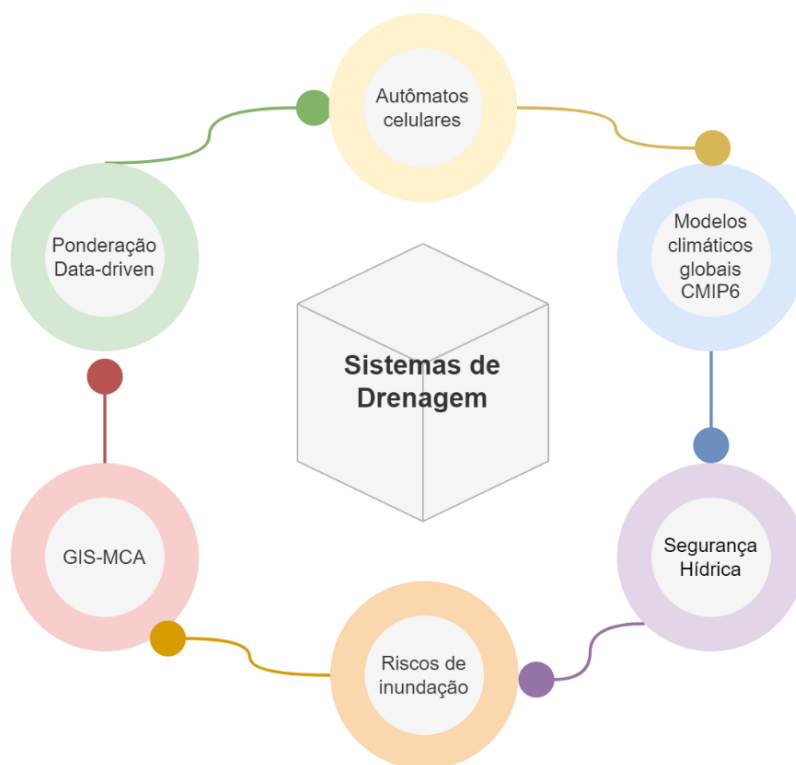 Autômatos
celulares
Modelos
climáticos
globais
CMIP6
Segurança
Hídrica
Riscos de
inundação
GIS-MCA
Ponderação
Data-driven
Sistemas de
Drenagem